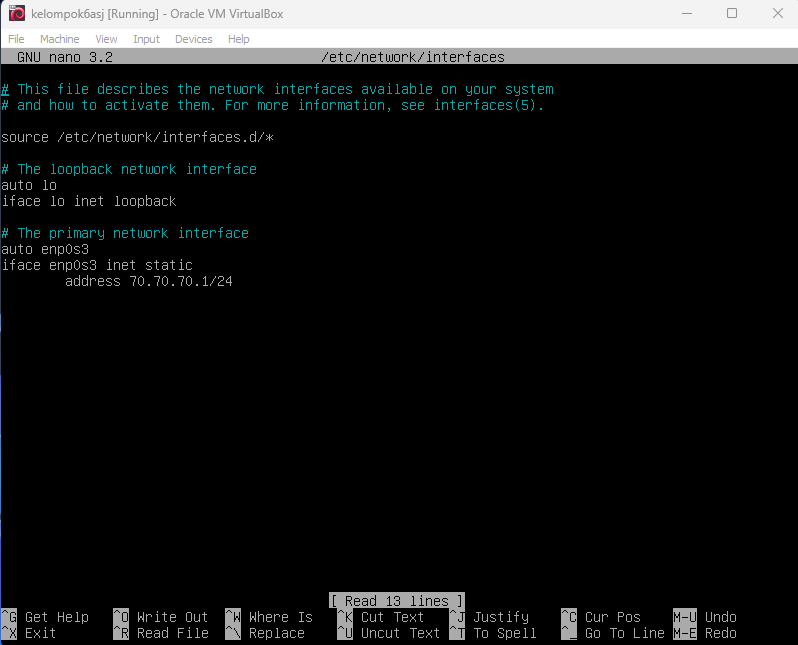 kelompok6asj [Running] - Oracle VM VirtualBox
File Machine View Input Devices Help
GNU nano 3.2 /etc/network/interfaces
# This file describes the network interfaces available on your system
# and how to activate them. For more information, see interfaces(5).
source /etc/network/interfaces.d/*
# The loopback network interface
auto lo
iface lo inet loopback
# The primary network interface
auto enp0s3
iface enp0s3 inet static
address 70.70.70.1/24
[ Read 13 lines ]
^G Get Help ^O Write Out ^W Where Is ^K Cut Text ^J Justify ^C Cur Pos M-U Undo
^X Exit ^R Read File ^\ Replace ^U Uncut Text ^T To Spell ^_ Go To Line M-E Redo